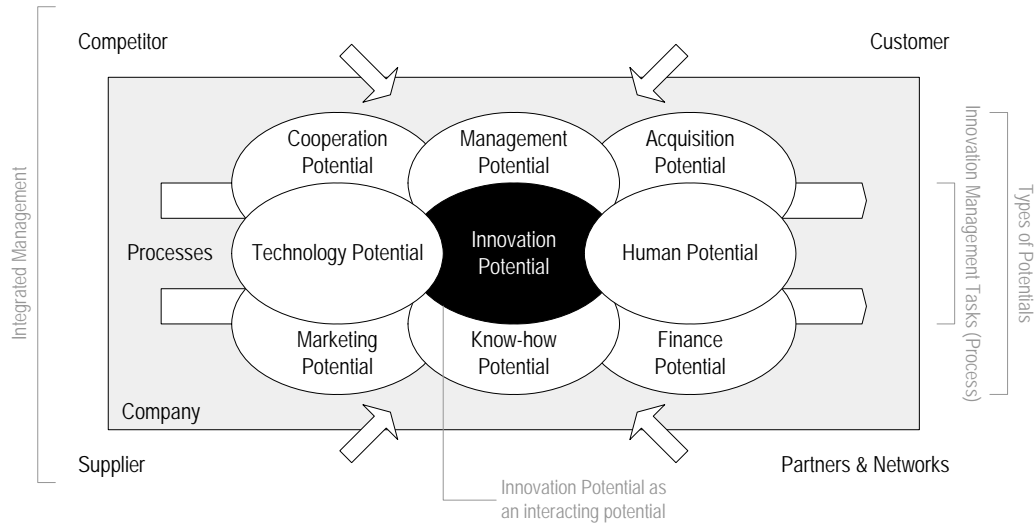 Competitor
Customer
Cooperation
Potential
Management
Potential
Acquisition
Potential
Integrated Management
Processes
Technology Potential
Innovation
Potential
Human Potential
Innovation Management Tasks (Process)
Types of Potentials
Marketing
Potential
Know-how
Potential
Finance
Potential
Company
Supplier
Partners & Networks
Innovation Potential as
an interacting potential